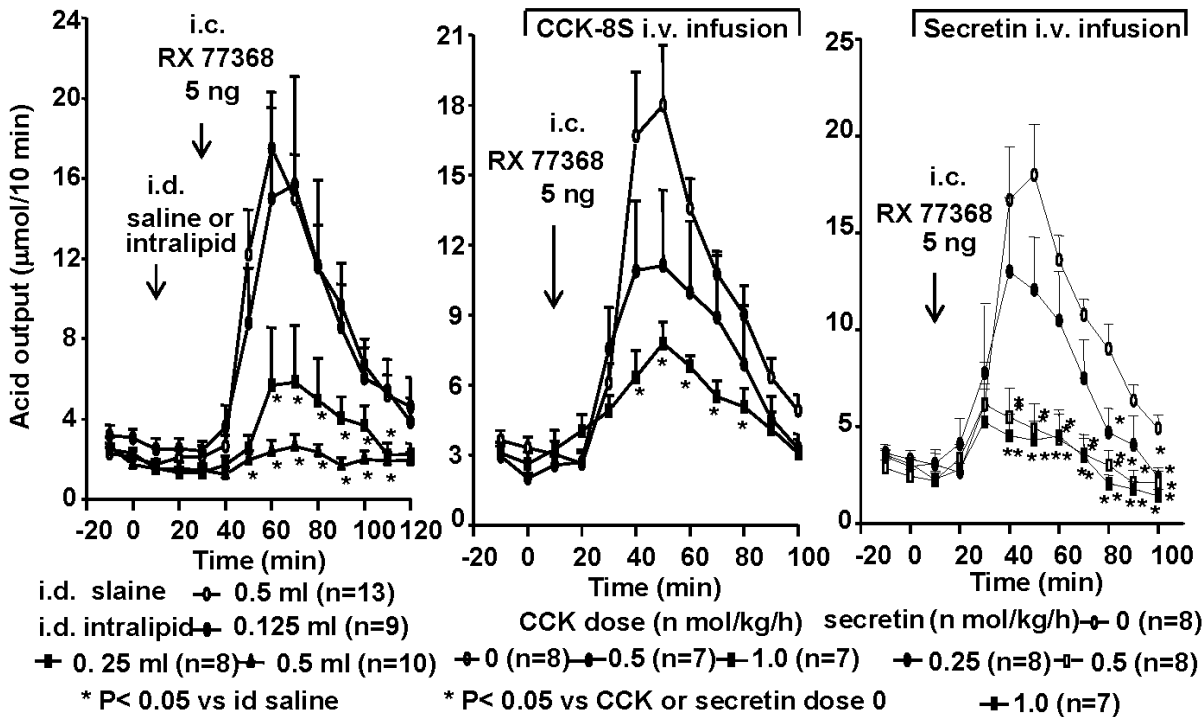 Acid output (µmol/10 min)
24
20
16
12
8
4
0
i.c.
RX 77368
5 ng
i.d.
saline or
intralipid
* * *
* * *
* * * *
* * *
-20 0 20 40 60 80 100 120
Time (min)
CCK-8S i.v. infusion
21
18
15
12
9
6
3
0
i.c.
RX 77368
5 ng
* * * * *
-20 0 20 40 60 80 100
Time (min)
Secretin i.v. infusion
25
20
15
10
5
0
i.c.
RX 77368
5 ng
-20 0 20 40 60 80 100
Time (min)
i.d. slaine 0.5 ml (n=13)
i.d. intralipid 0.125 ml (n=9)
0. 25 ml (n=8) 0.5 ml (n=10)
* P< 0.05 vs id saline
CCK dose (n mol/kg/h)
0 (n=8) 0.5 (n=7) 1.0 (n=7)
* P< 0.05 vs CCK or secretin dose 0
secretin (n mol/kg/h) 0 (n=8)
0.25 (n=8) 0.5 (n=8)
1.0 (n=7)